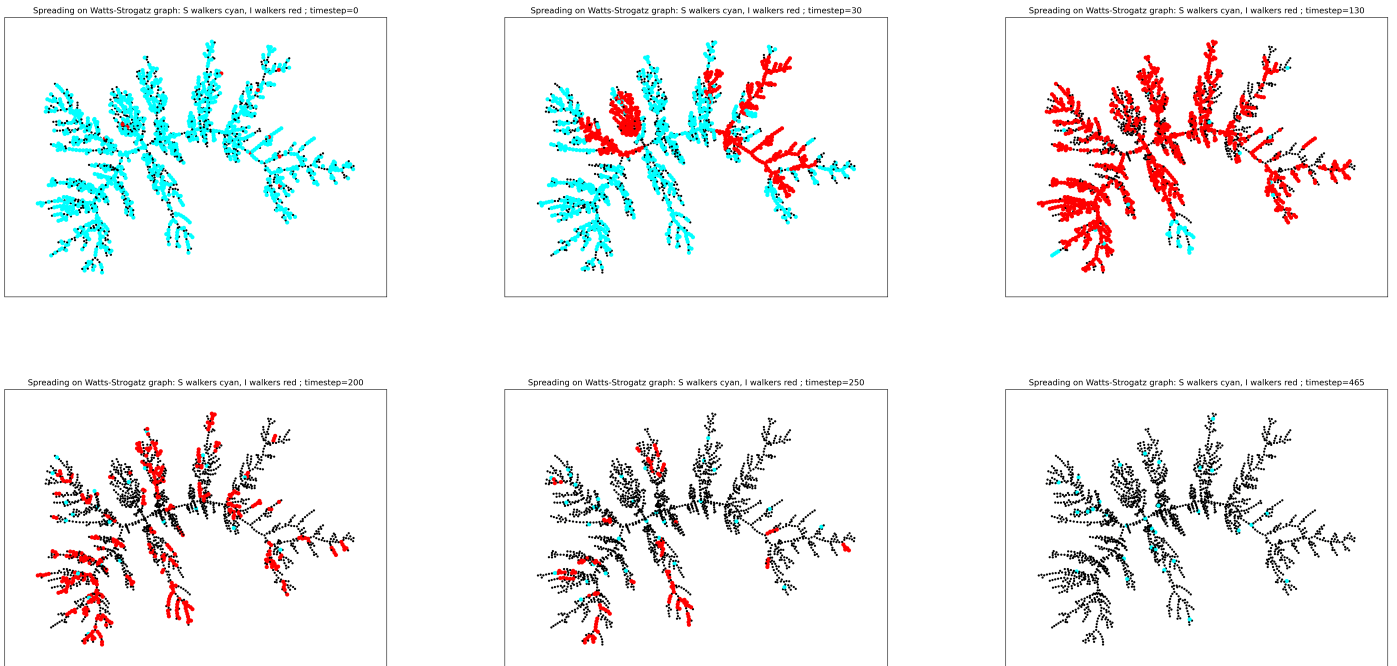 Spreading on Watts-Strogatz graph: S walkers cyan, I walkers red ; timestep=0
Spreading on Watts-Strogatz graph: S walkers cyan, I walkers red ; timestep=30
Spreading on Watts-Strogatz graph: S walkers cyan, I walkers red ; timestep=130
Spreading on Watts-Strogatz graph: S walkers cyan, I walkers red ; timestep=200
Spreading on Watts-Strogatz graph: S walkers cyan, I walkers red ; timestep=250
Spreading on Watts-Strogatz graph: S walkers cyan, I walkers red ; timestep=465